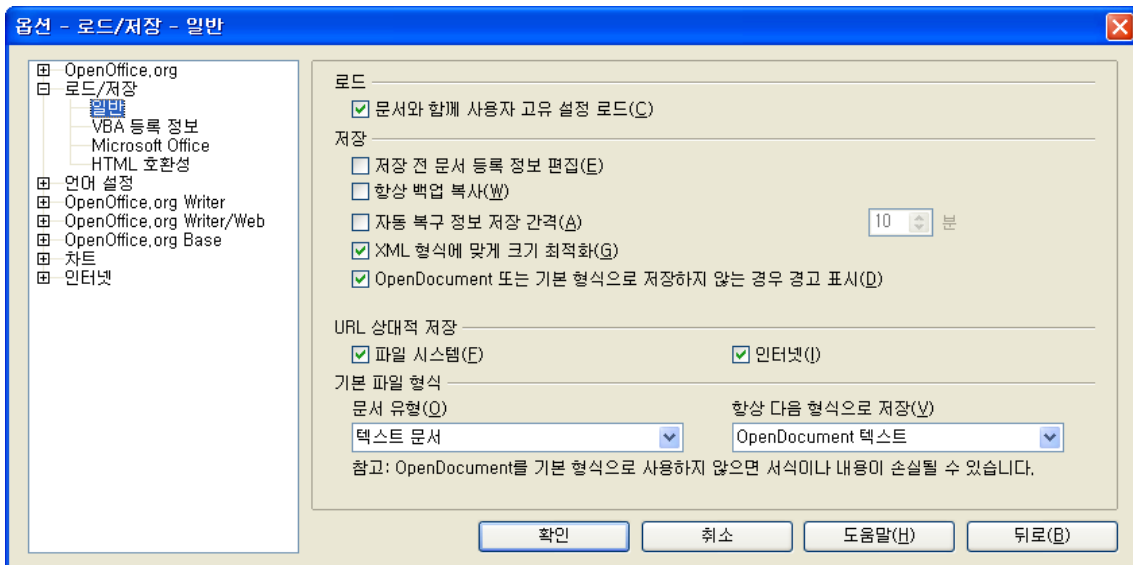 옵션 - 로드/저장 - 일반
OpenOffice.org
로드/저장
일반
VBA 등록 정보
Microsoft Office
HTML 호환성
언어 설정
OpenOffice.org Writer
OpenOffice.org Writer/Web
OpenOffice.org Base
차트
인터넷
로드
문서와 함께 사용자 고유 설정 로드(C)
저장
저장 전 문서 등록 정보 편집(E)
항상 백업 복사(W)
자동 복구 정보 저장 간격(A) 10 분
XML 형식에 맞게 크기 최적화(G)
OpenDocument 또는 기본 형식으로 저장하지 않는 경우 경고 표시(D)
URL 상대적 저장
파일 시스템(F) 인터넷(I)
기본 파일 형식
문서 유형(O) 항상 다음 형식으로 저장(V)
텍스트 문서 OpenDocument 텍스트
참고: OpenDocument를 기본 형식으로 사용하지 않으면 서식이나 내용이 손실될 수 있습니다.
확인 취소 도움말(H) 뒤로(B)